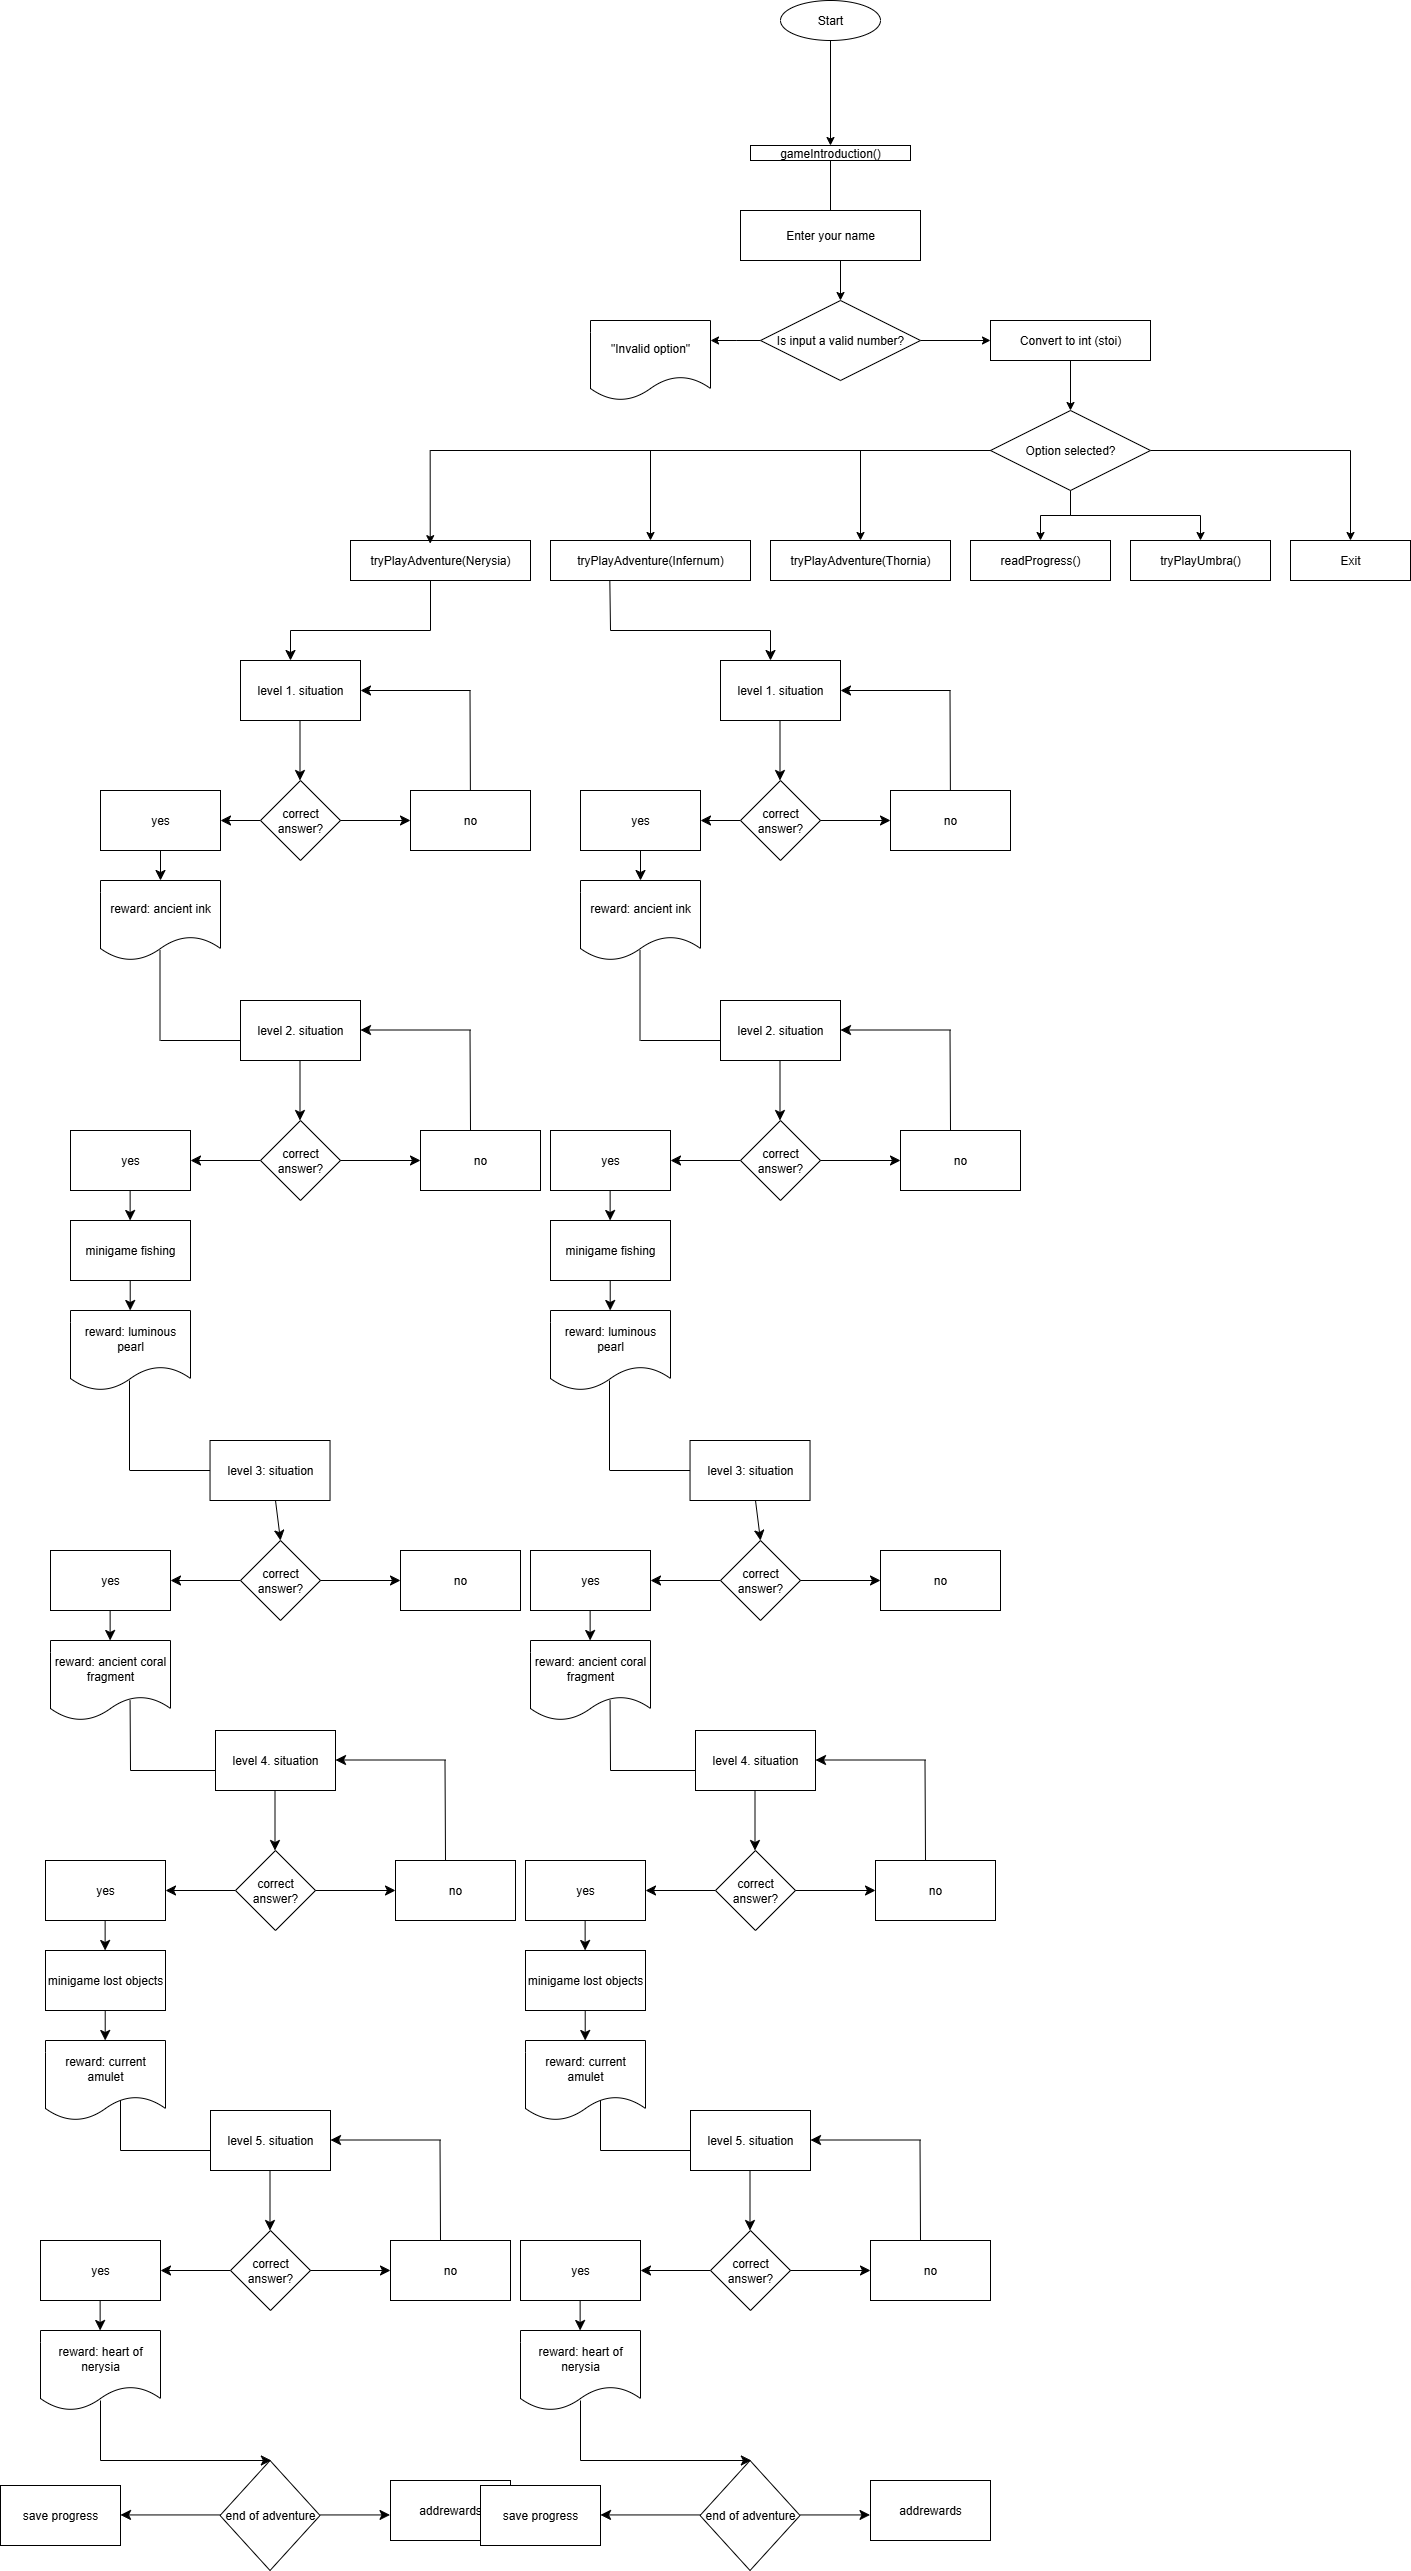 Start
gameIntroduction()
Enter your name
"Invalid option"
Is input a valid number?
Convert to int (stoi)
Option selected?
tryPlayAdventure(Nerysia)
tryPlayAdventure(Infernum)
tryPlayAdventure(Thornia)
readProgress()
tryPlayUmbra()
Exit
level 1. situation
level 1. situation
yes
correct
answer?
no
yes
correct
answer?
no
reward: ancient ink
reward: ancient ink
level 2. situation
level 2. situation
yes
correct
answer?
no
yes
correct
answer?
no
minigame fishing
minigame fishing
reward: luminous
pearl
reward: luminous
pearl
level 3: situation
level 3: situation
yes
correct
answer?
no
yes
correct
answer?
no
reward: ancient coral
fragment
reward: ancient coral
fragment
level 4. situation
level 4. situation
yes
correct
answer?
no
yes
correct
answer?
no
minigame lost objects
minigame lost objects
reward: current
amulet
reward: current
amulet
level 5. situation
level 5. situation
yes
correct
answer?
no
yes
correct
answer?
no
reward: heart of
nerysia
reward: heart of
nerysia
save progress
end of adventure
addrewards
save progress
end of adventure
addrewards